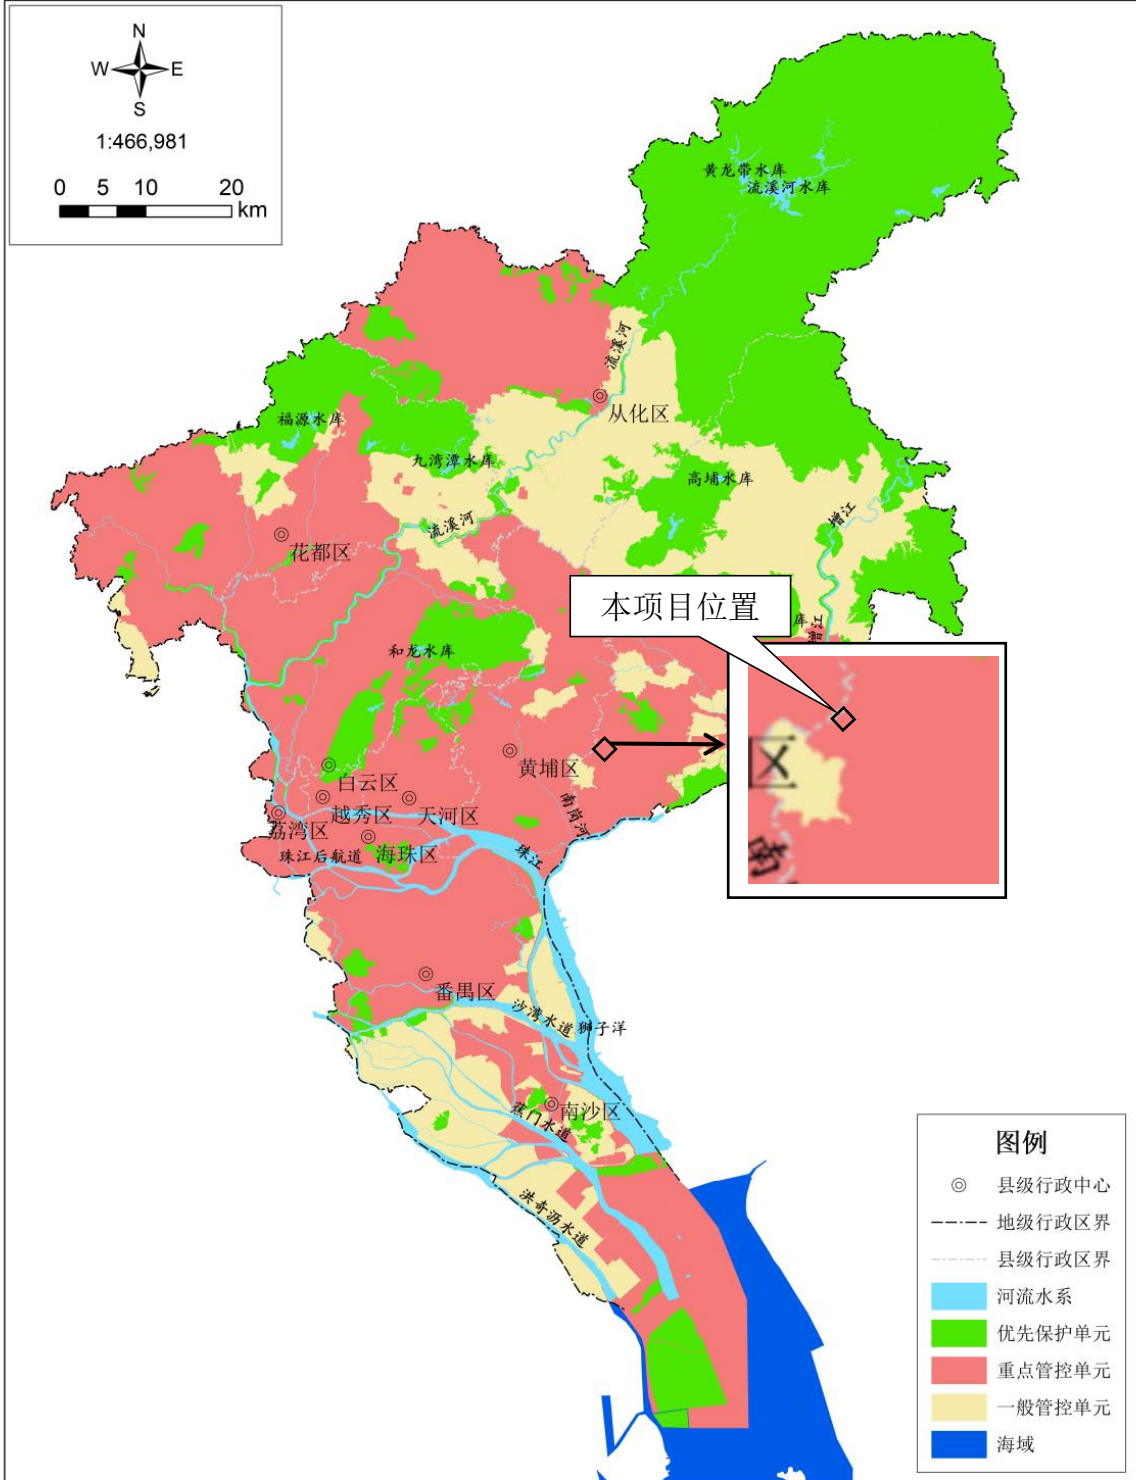 N
W E
S
1:466,981
0 5 10 20
km
黄龙带水库
流溪河水库
流溪河
从化区
福源水库
九湾潭水库
高埔水库
流溪河
增江
花都区
本项目位置
库
增江
和龙水库
黄埔区
区
白云区
越秀区
天河区
南岗河
荔湾区
海珠区
珠江
珠江后航道
南
番禺区
沙湾水道
狮子洋
南沙区
蕉门水道
洪奇沥水道
图例
县级行政中心
地级行政区界
县级行政区界
河流水系
优先保护单元
重点管控单元
一般管控单元
海域